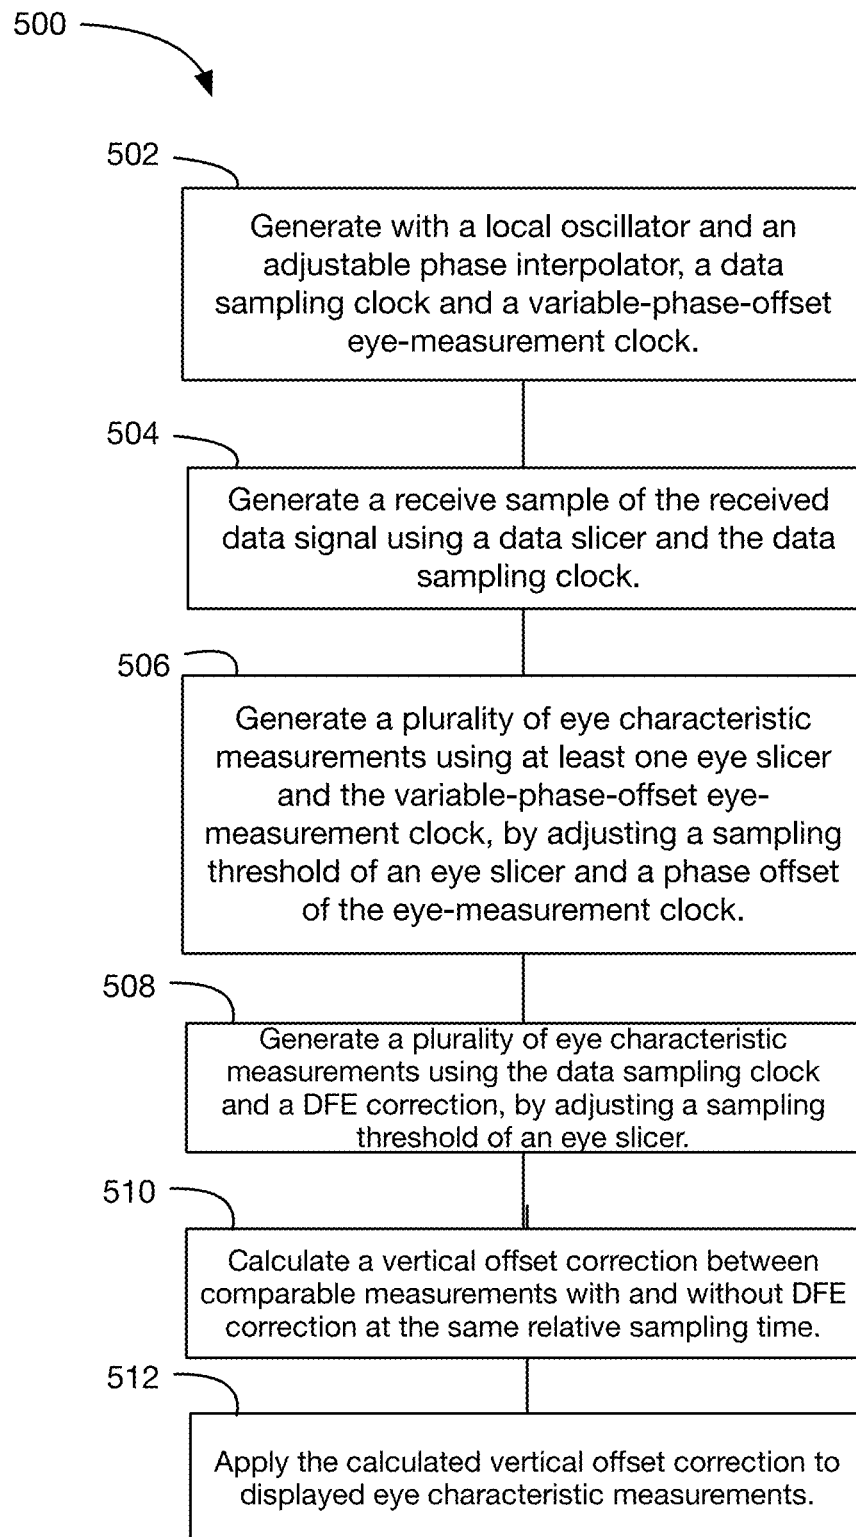 500
502
Generate with a local oscillator and an
adjustable phase interpolator, a data
sampling clock and a variable-phase-offset
eye-measurement clock.
504
Generate a receive sample of the received
data signal using a data slicer and the data
sampling clock.
506
Generate a plurality of eye characteristic
measurements using at least one eye slicer
and the variable-phase-offset eye-
measurement clock, by adjusting a sampling
threshold of an eye slicer and a phase offset
of the eye-measurement clock.
508
Generate a plurality of eye characteristic
measurements using the data sampling clock
and a DFE correction, by adjusting a sampling
threshold of an eye slicer.
510
Calculate a vertical offset correction between
comparable measurements with and without DFE
correction at the same relative sampling time.
512
Apply the calculated vertical offset correction to
displayed eye characteristic measurements.